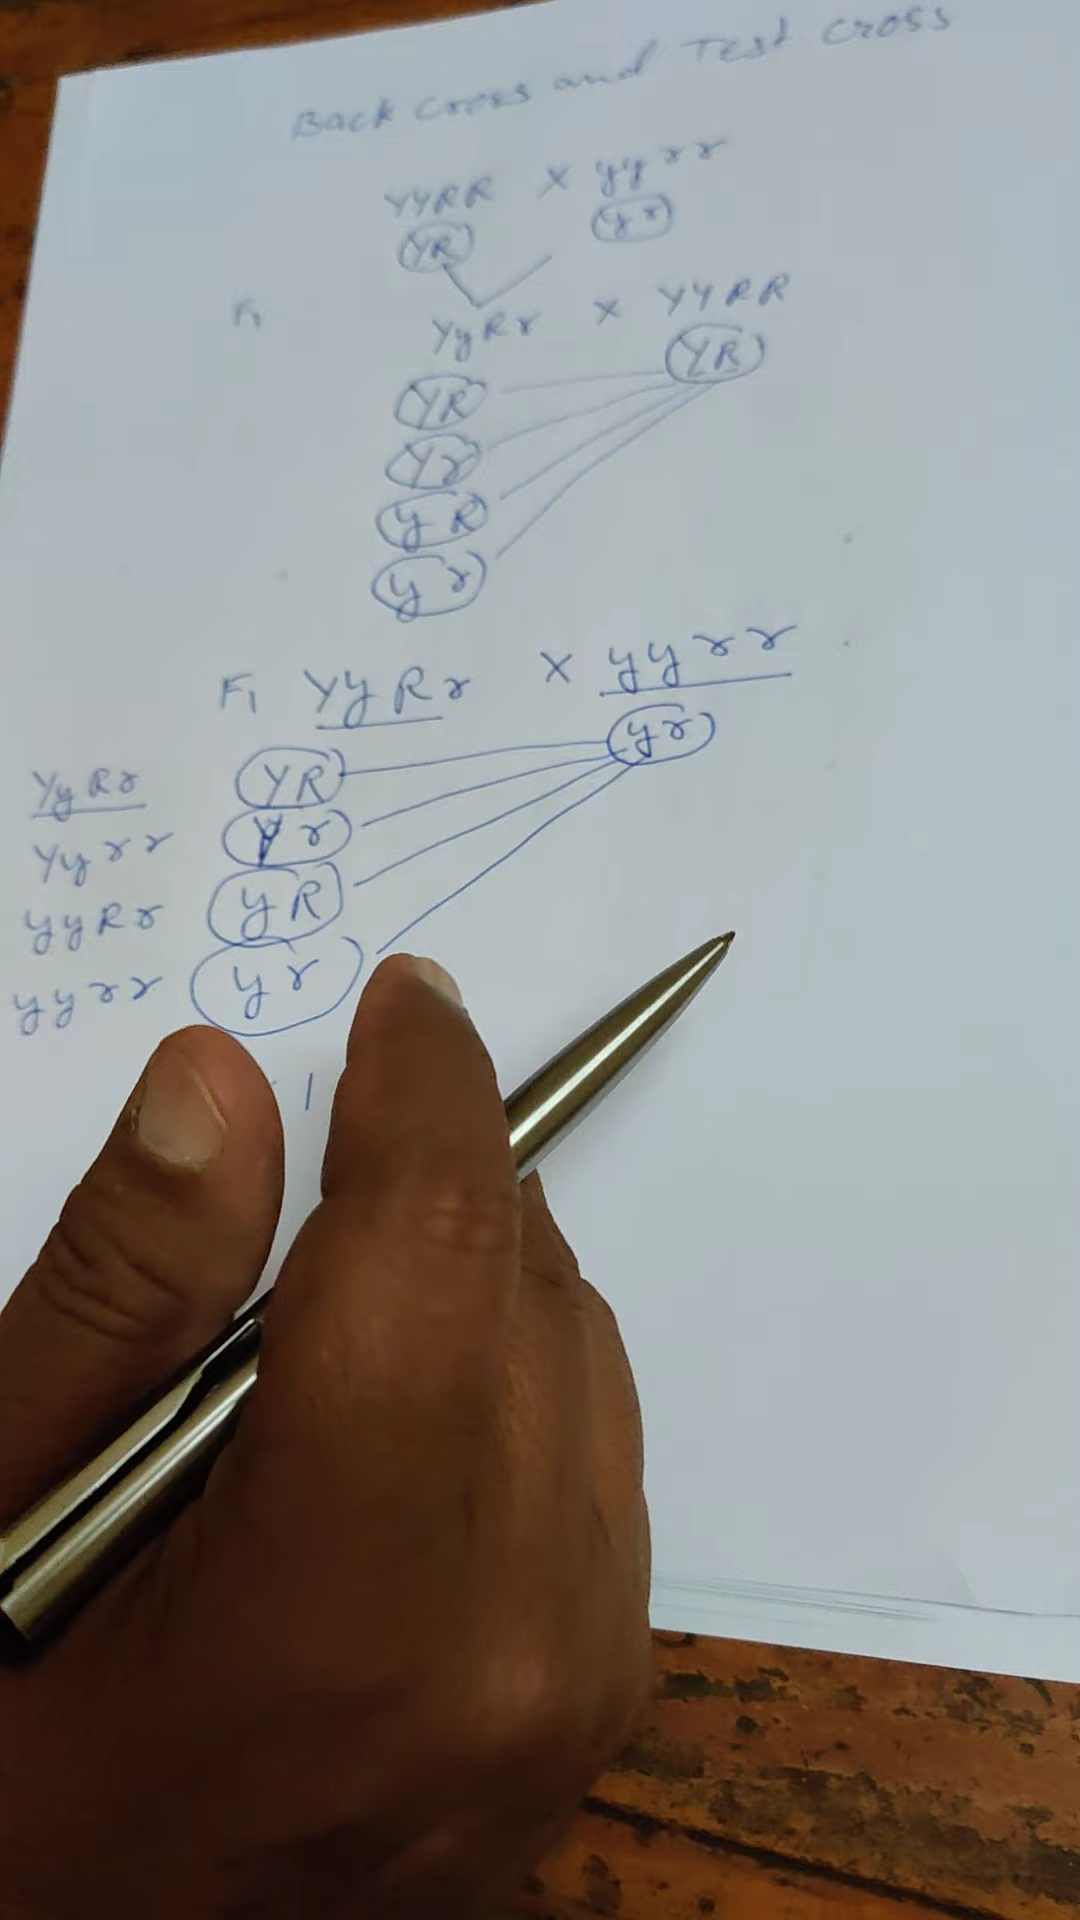 Back cross and Test cross
YYRR X yyrr
YR yr
F1 YyRr X YYRR
YR YR
Yr
yR
yr
F1 YyRr X yyrr
yr
YyRr YR
Yyrr Yr
yyRr yR
yyrr yr
1